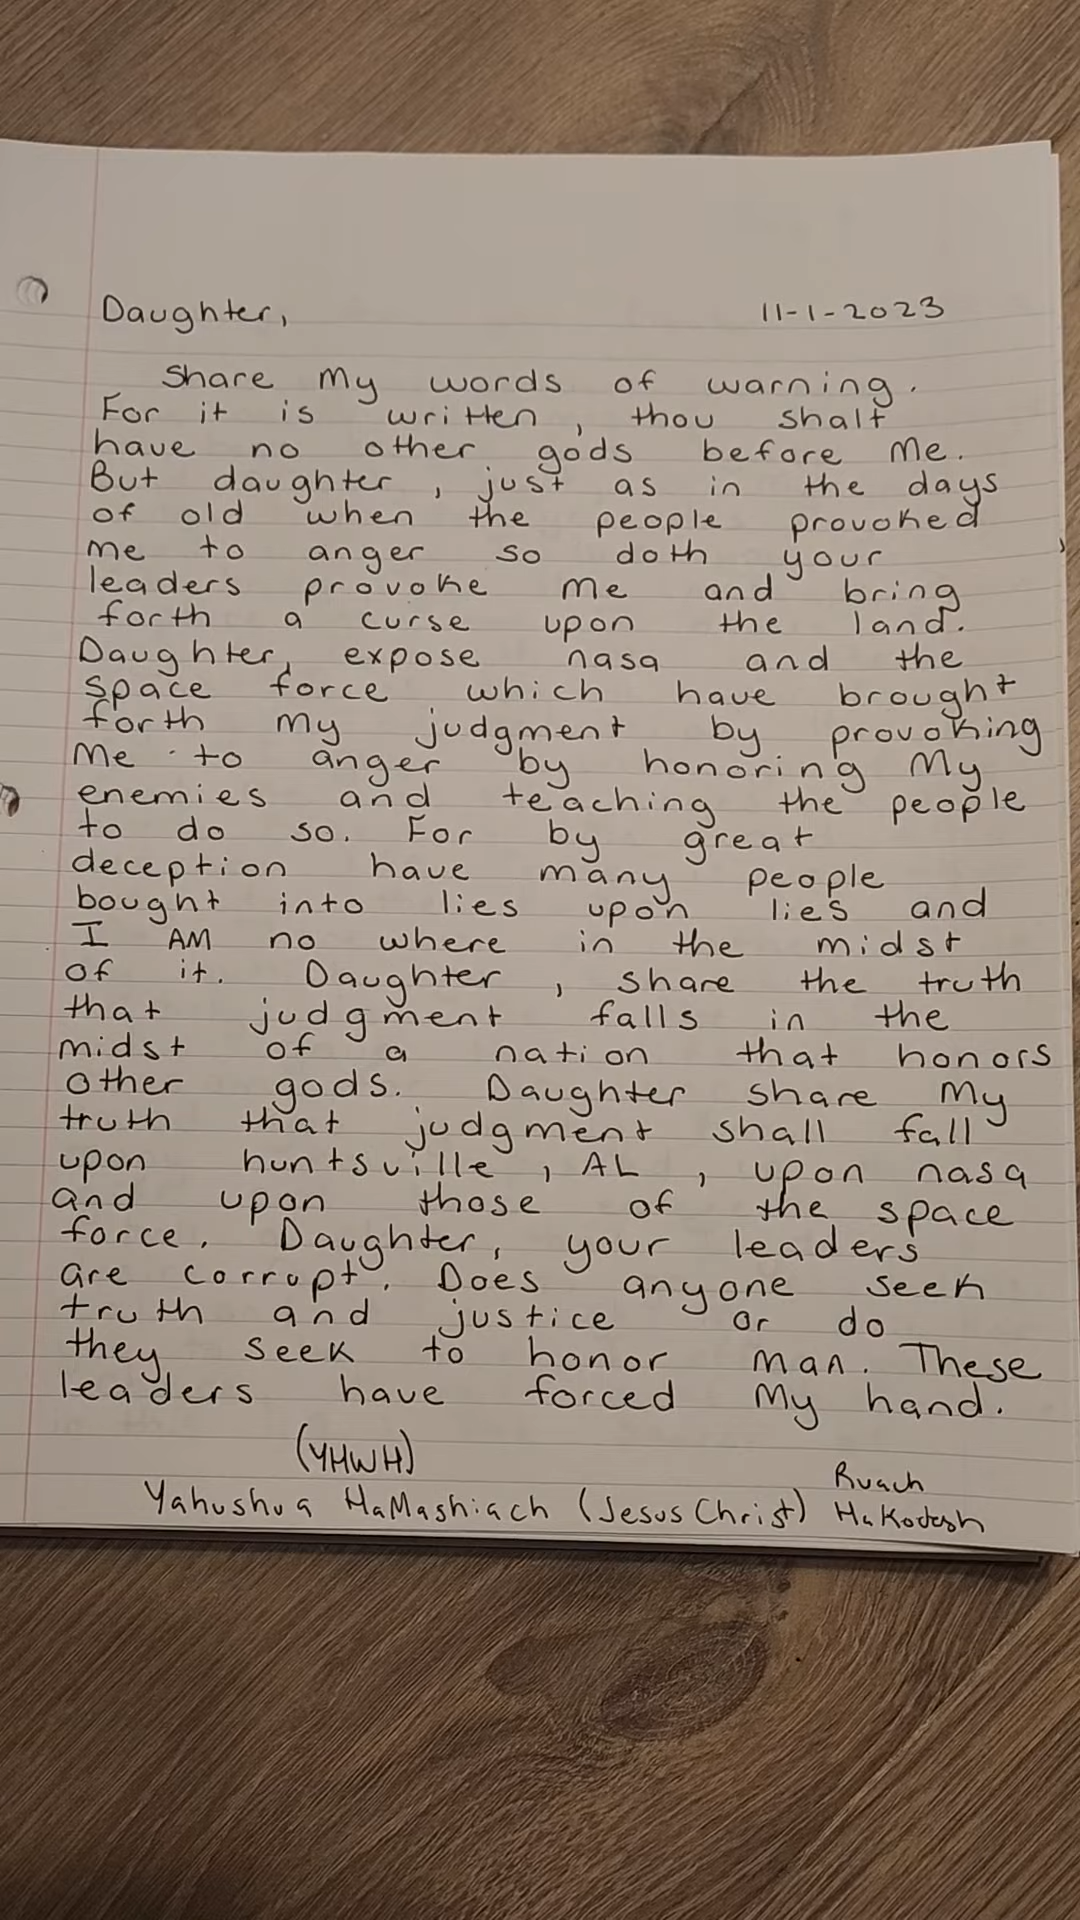 Daughter, 11-1-2023
Share My words of warning.
For it is written, thou shalt
have no other gods before Me.
But daughter, just as in the days
of old when the people provoked
me to anger so doth your
leaders provoke Me and bring
forth a curse upon the land.
Daughter, expose nasa and the
space force which have brought
forth My judgment by provoking
Me to anger by honoring My
enemies and teaching the people
to do so. For by great
deception have many people
bought into lies upon lies and
I AM no where in the midst
of it. Daughter, share the truth
that judgment falls in the
midst of a nation that honors
other gods. Daughter share My
truth that judgment shall fall
upon huntsville, AL, upon nasa
and upon those of the space
force. Daughter, your leaders
are corrupt. Does anyone seek
truth and justice or do
they seek to honor man. These
leaders have forced My hand.
(YHWH)
Yahushua HaMashiach (Jesus Christ) Ruach
HaKodesh